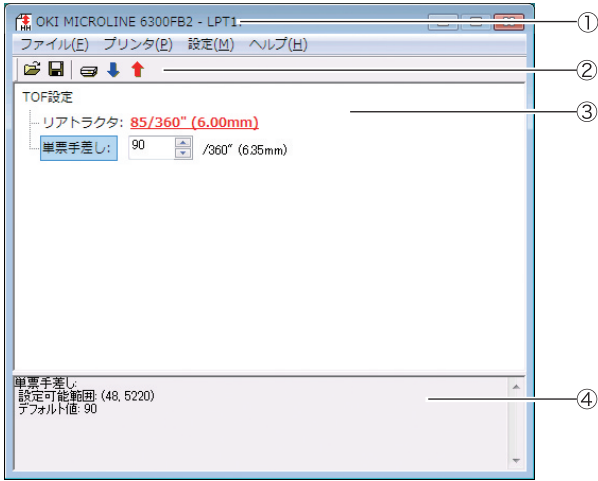 OKI MICROLINE 6300FB2 - LPT1:
①
ファイル(F) プリンタ(P) 設定(M) ヘルプ(H)
②
TOF設定
③
リアトラクタ: 85/360" (6.00mm)
単票手差し: 90 /360" (6.35mm)
単票手差し:
設定可能範囲: (48, 5220)
デフォルト値: 90
④